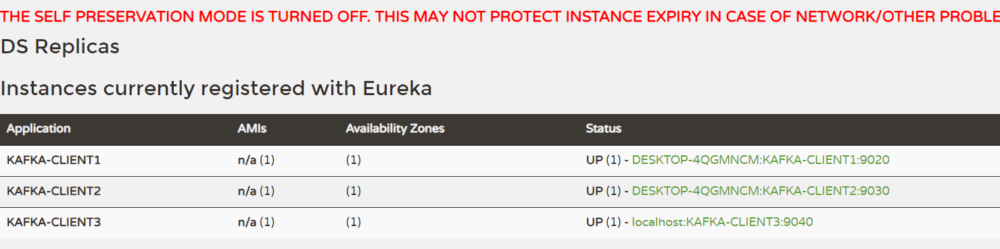 THE SELF PRESERVATION MODE IS TURNED OFF. THIS MAY NOT PROTECT INSTANCE EXPIRY IN CASE OF NETWORK/OTHER PROBLE
DS Replicas
Instances currently registered with Eureka
Application AMIs Availability Zones Status
KAFKA-CLIENT1 n/a (1) (1) UP (1) - DESKTOP-4QGMNCM:KAFKA-CLIENT1:9020
KAFKA-CLIENT2 n/a (1) (1) UP (1) - DESKTOP-4QGMNCM:KAFKA-CLIENT2:9030
KAFKA-CLIENT3 n/a (1) (1) UP (1) - localhost:KAFKA-CLIENT3:9040